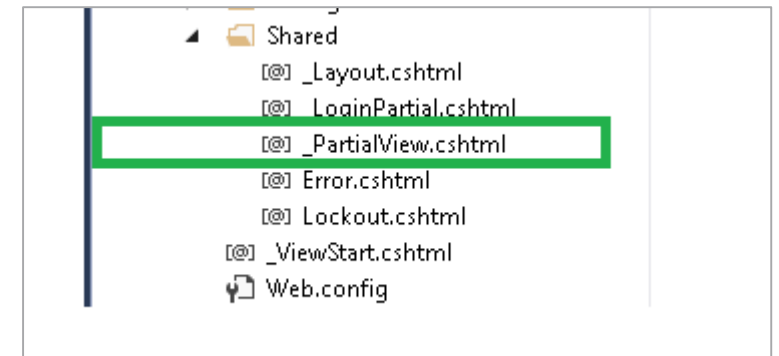 Shared
[@] _Layout.cshtml
[@] _LoginPartial.cshtml
[@] _PartialView.cshtml
[@] Error.cshtml
[@] Lockout.cshtml
[@] _ViewStart.cshtml
Web.config